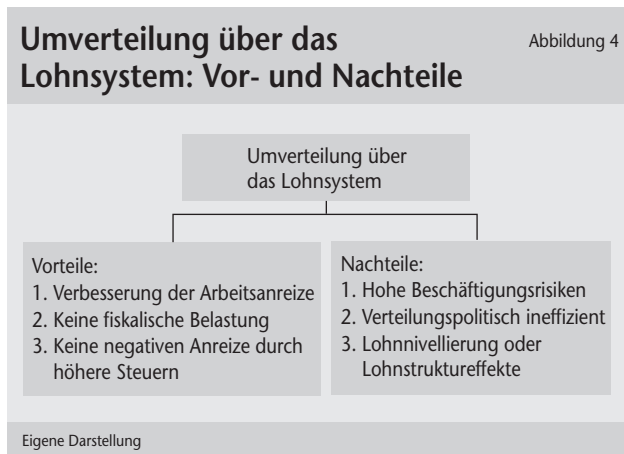 Umverteilung über das
Lohnsystem: Vor- und Nachteile
Abbildung 4
Umverteilung über
das Lohnsystem
Vorteile:
1. Verbesserung der Arbeitsanreize
2. Keine fiskalische Belastung
3. Keine negativen Anreize durch
höhere Steuern
Nachteile:
1. Hohe Beschäftigungsrisiken
2. Verteilungspolitisch ineffizient
3. Lohnnivellierung oder
Lohnstruktureffekte
Eigene Darstellung